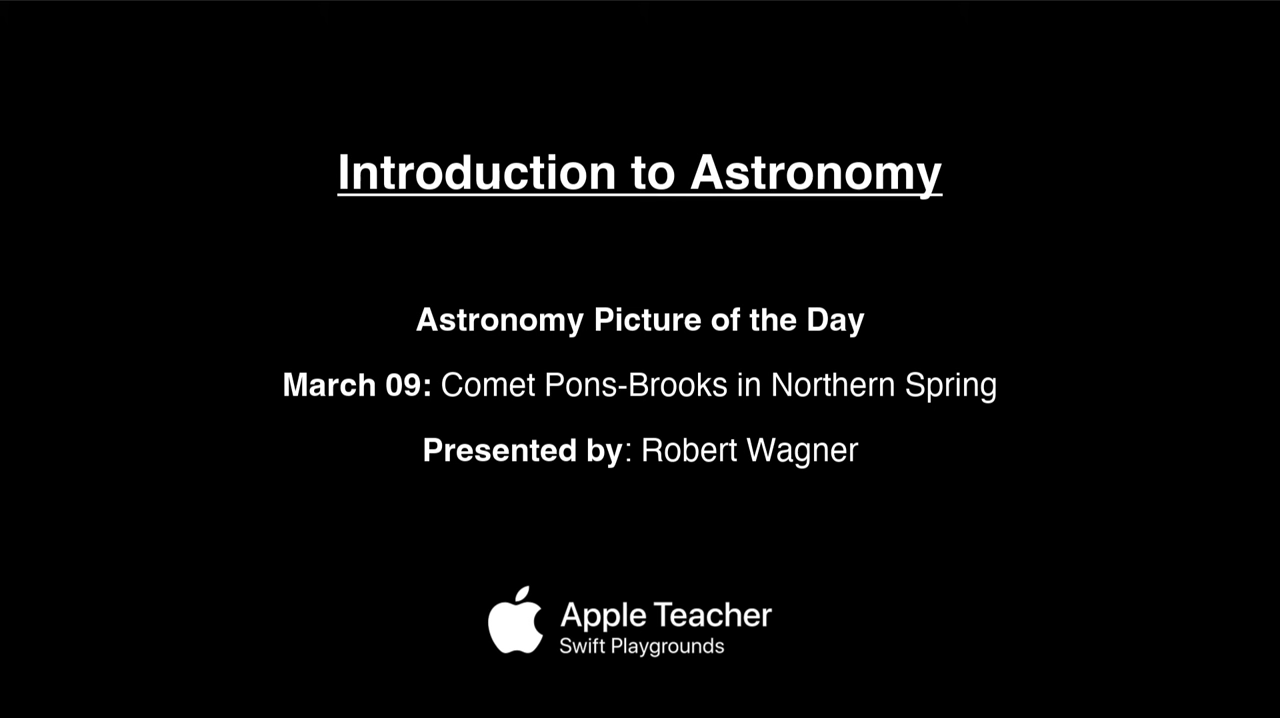 Introduction to Astronomy
Astronomy Picture of the Day
March 09: Comet Pons-Brooks in Northern Spring
Presented by: Robert Wagner
Apple Teacher
Swift Playgrounds